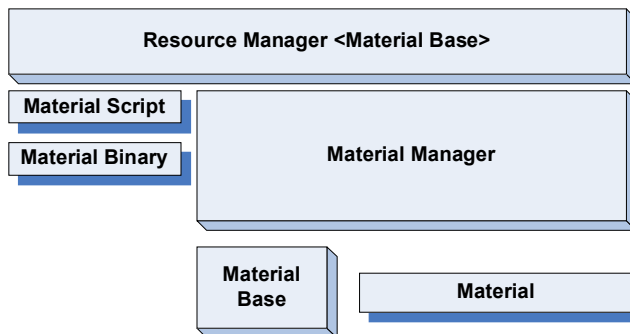 Resource Manager <Material Base>
Material Script
Material Binary
Material Manager
Material
Base
Material